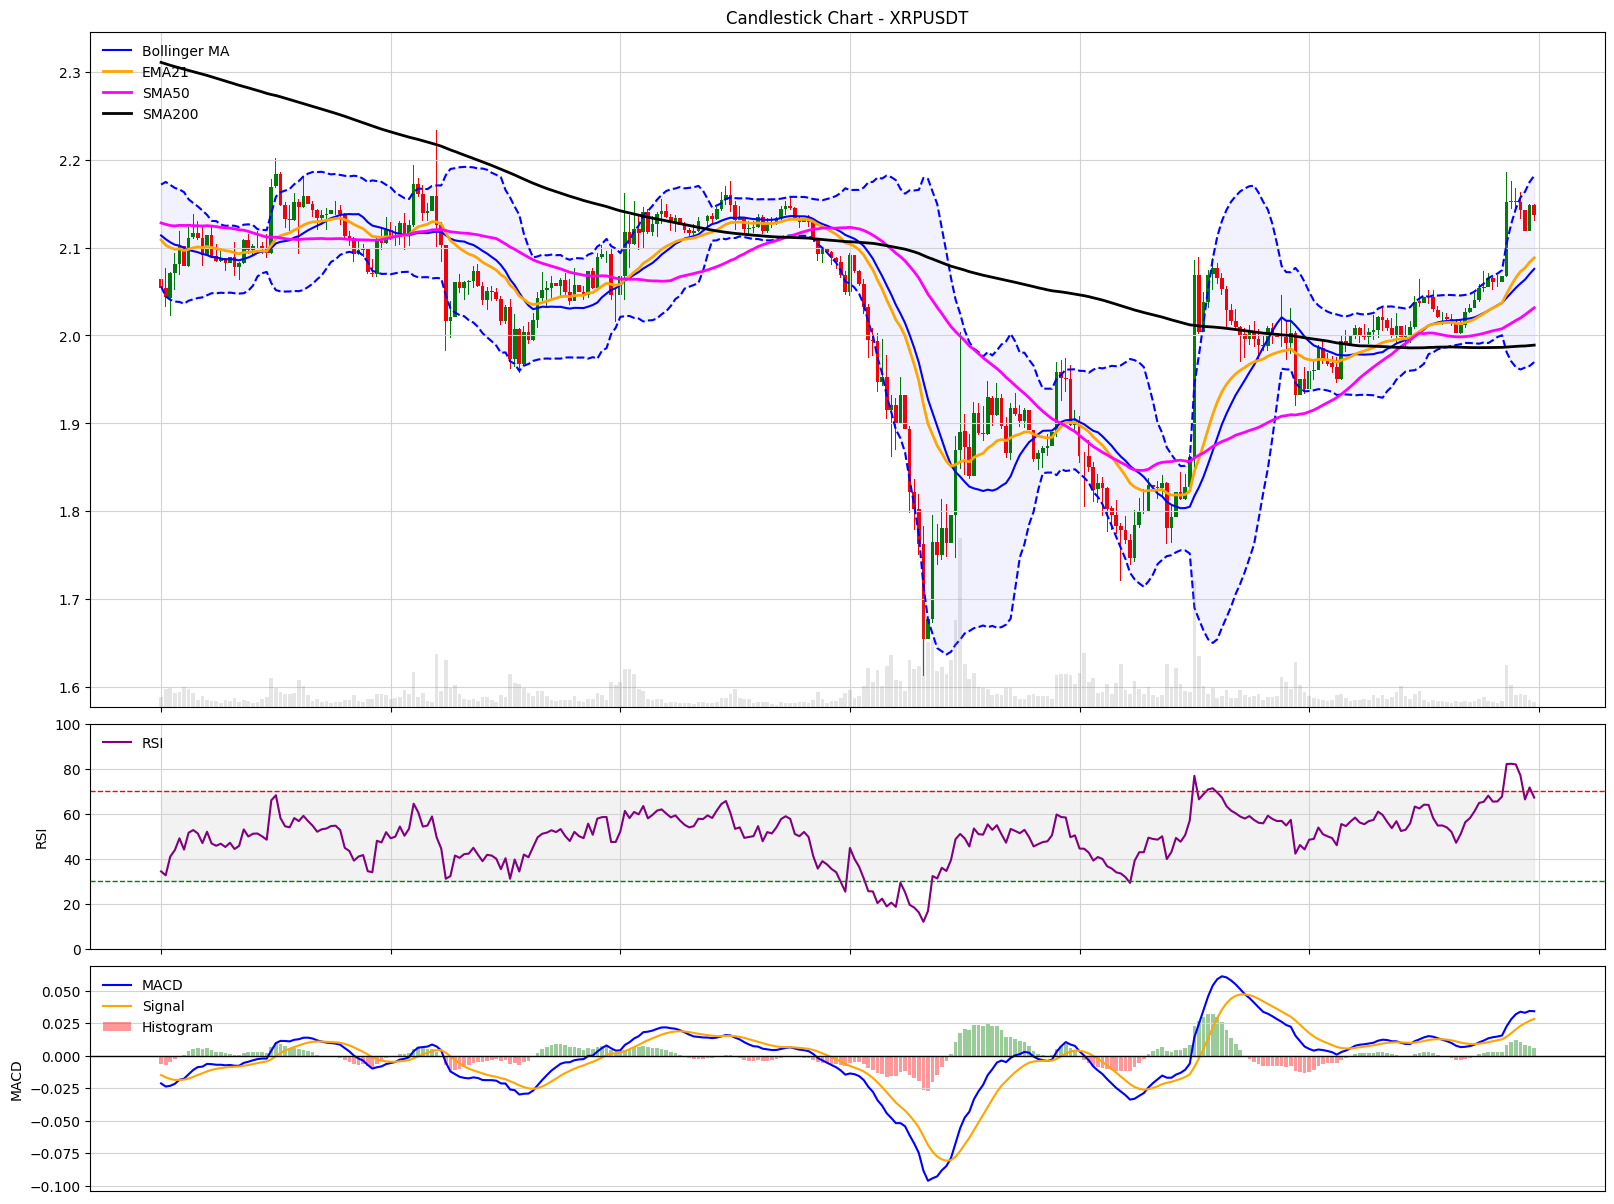 Candlestick Chart - XRPUSDT
Bollinger MA
EMA21
SMA50
SMA200
2.3
2.2
2.1
2.0
1.9
1.8
1.7
1.6
RSI
100
80
60
40
20
0
RSI
MACD
Signal
Histogram
0.050
0.025
0.000
−0.025
−0.050
−0.075
−0.100
MACD